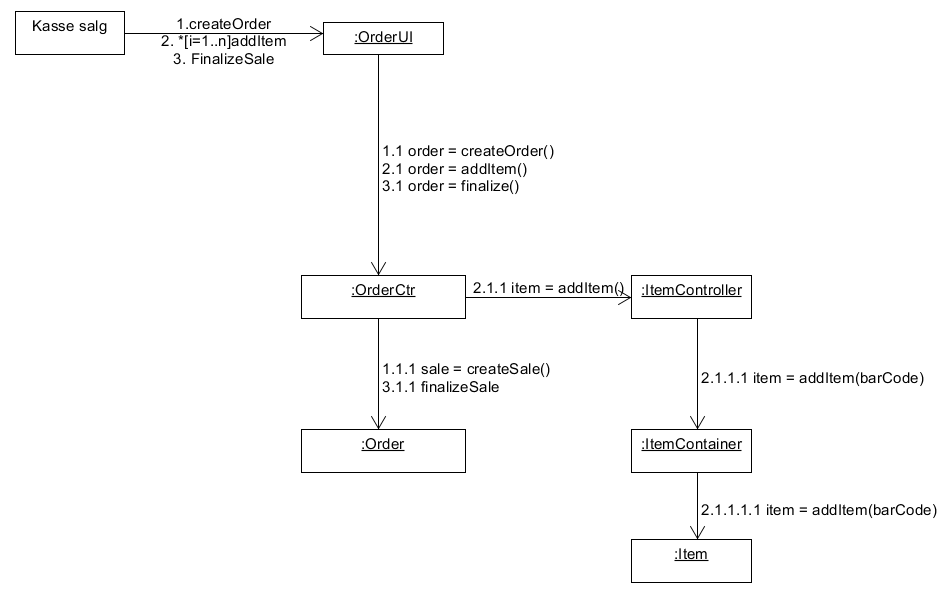 Kasse salg
1.createOrder
2. *[i=1..n]addItem
3. FinalizeSale
:OrderUI
1.1 order = createOrder()
2.1 order = addItem()
3.1 order = finalize()
:OrderCtr
2.1.1 item = addItem()
:ItemController
1.1.1 sale = createSale()
3.1.1 finalizeSale
2.1.1.1 item = addItem(barCode)
:Order
:ItemContainer
2.1.1.1.1 item = addItem(barCode)
:Item